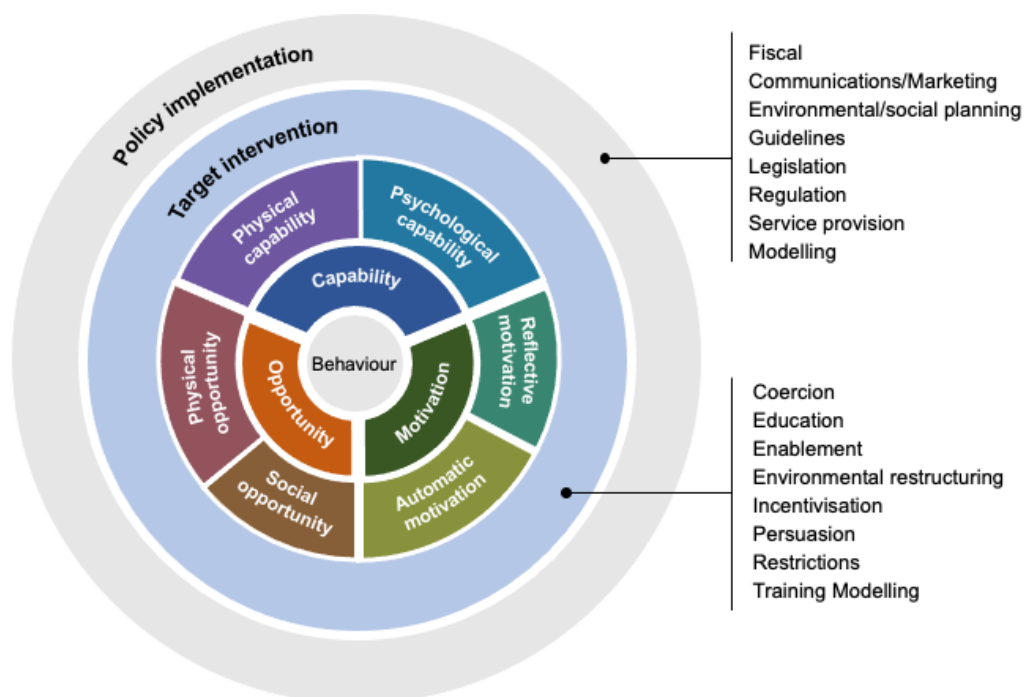 Policy implementation
Target intervention
Physical
capability
Psychological
capability
Capability
Physical
opportunity
Opportunity
Behaviour
Motivation
Reflective
motivation
Social
opportunity
Automatic
motivation
Fiscal
Communications/Marketing
Environmental/social planning
Guidelines
Legislation
Regulation
Service provision
Modelling
Coercion
Education
Enablement
Environmental restructuring
Incentivisation
Persuasion
Restrictions
Training Modelling